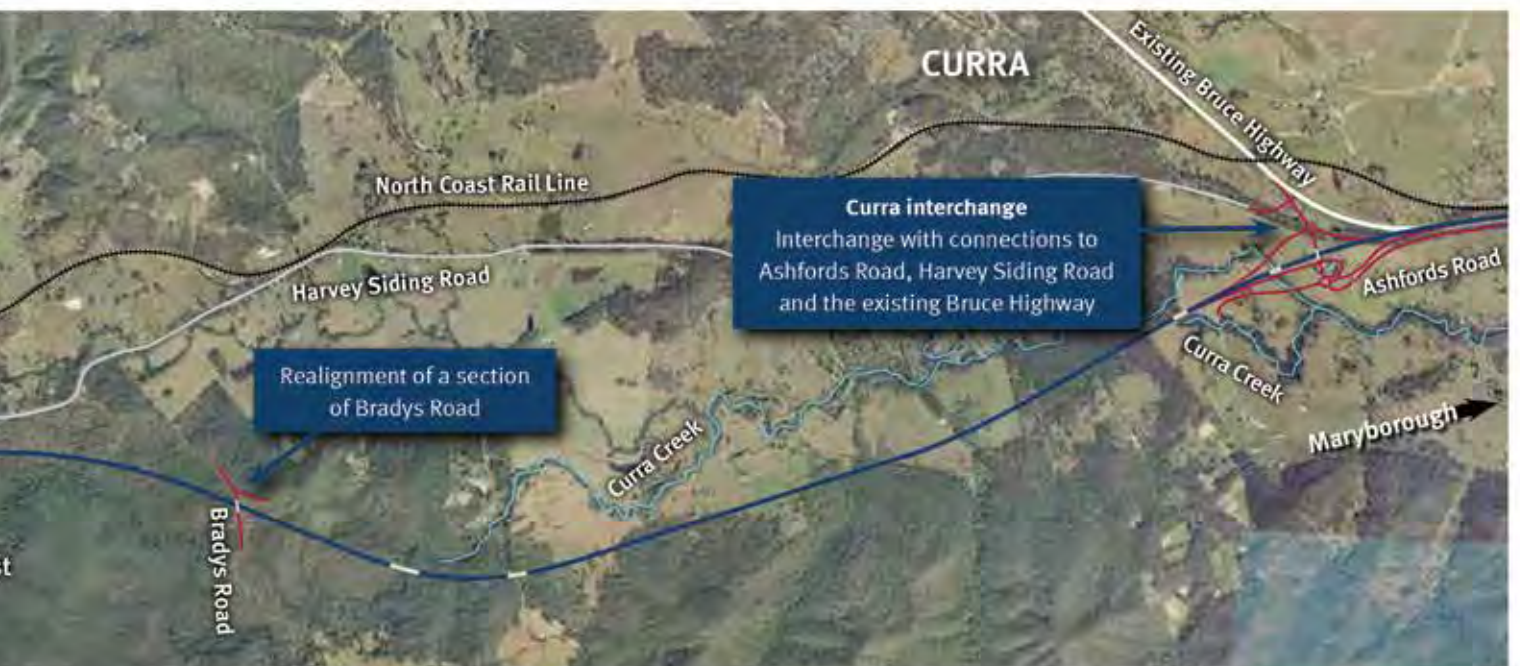 CURRA
Existing Bruce Highway
North Coast Rail Line
Curra interchange
Interchange with connections to
Ashfords Road, Harvey Siding Road
and the existing Bruce Highway
Harvey Siding Road
Ashfords Road
Curra Creek
Realignment of a section
of Bradys Road
Maryborough
Curra Creek
Bradys Road
st